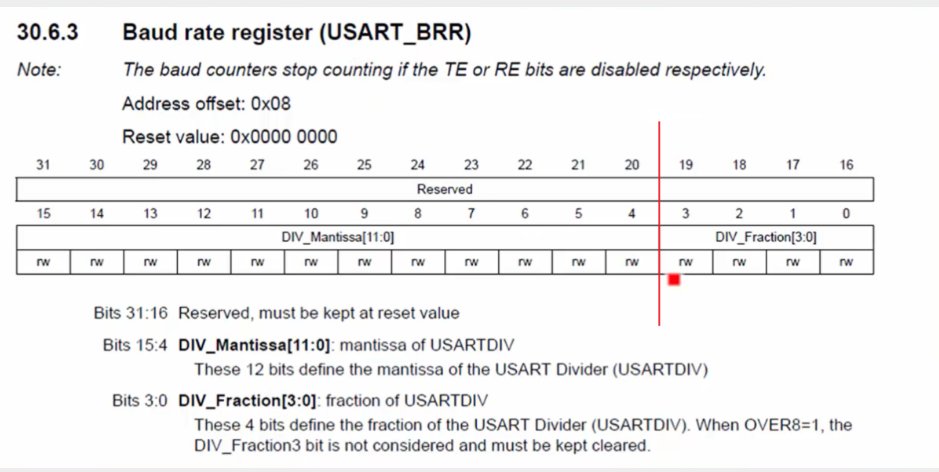 30.6.3 Baud rate register (USART_BRR)
Note: The baud counters stop counting if the TE or RE bits are disabled respectively.
Address offset: 0x08
Reset value: 0x0000 0000
31 30 29 28 27 26 25 24 23 22 21 20 19 18 17 16
Reserved
15 14 13 12 11 10 9 8 7 6 5 4 3 2 1 0
DIV_Mantissa[11:0] DIV_Fraction[3:0]
rw rw rw rw rw rw rw rw rw rw rw rw rw rw rw rw
Bits 31:16 Reserved, must be kept at reset value
Bits 15:4 DIV_Mantissa[11:0]: mantissa of USARTDIV
These 12 bits define the mantissa of the USART Divider (USARTDIV)
Bits 3:0 DIV_Fraction[3:0]: fraction of USARTDIV
These 4 bits define the fraction of the USART Divider (USARTDIV). When OVER8=1, the
DIV_Fraction3 bit is not considered and must be kept cleared.